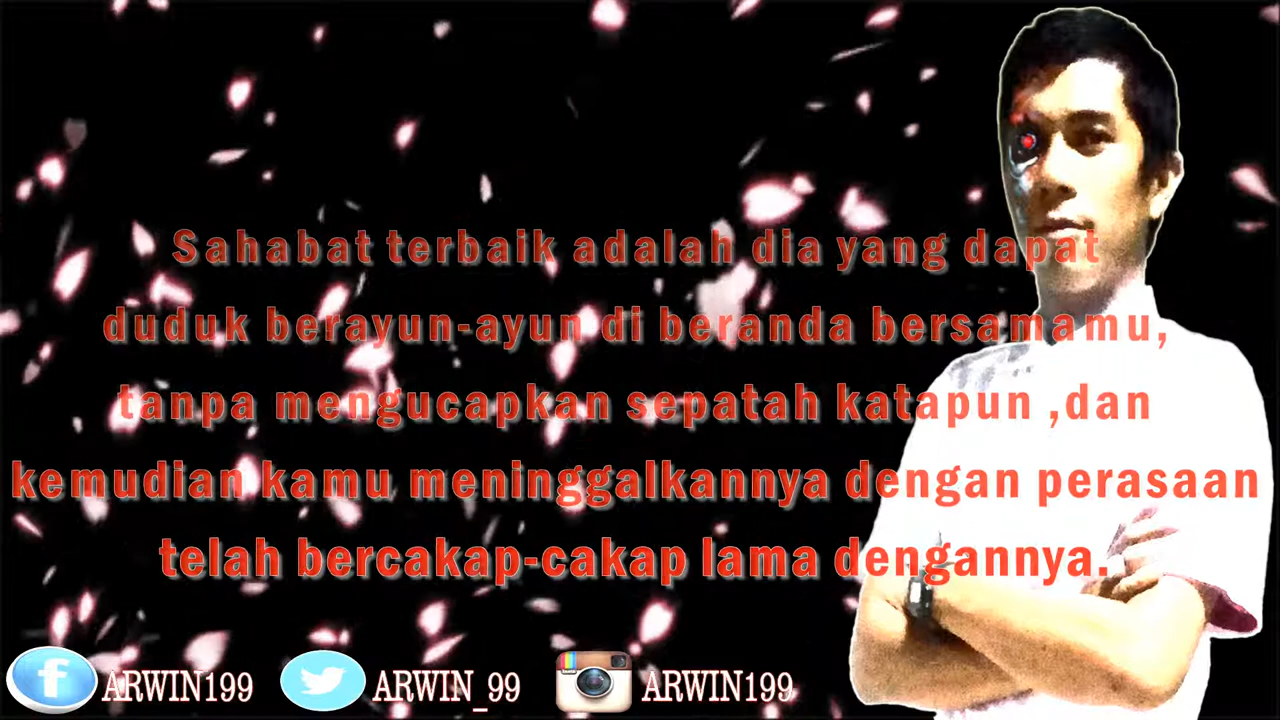 Sahabat terbaik adalah dia yang dapat
duduk berayun-ayun di beranda bersamamu,
tanpa mengucapkan sepatah katapun ,dan
kemudian kamu meninggalkannya dengan perasaan
telah bercakap-cakap lama dengannya.
f ARWIN199 ARWIN_99 ARWIN199